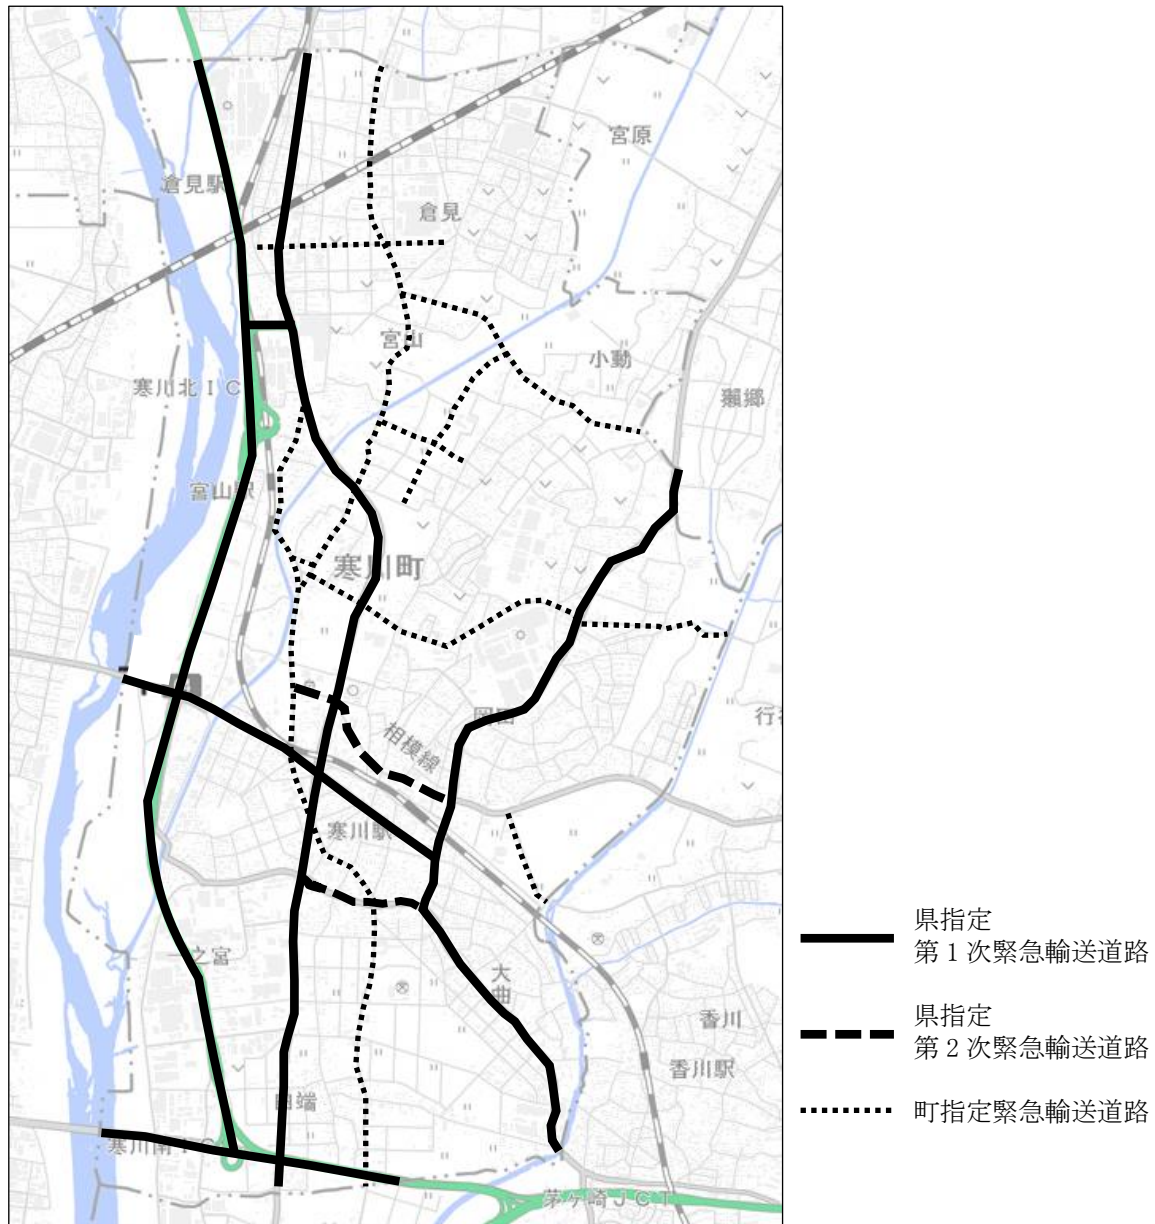 宮原
倉見駅
倉見
宮山
小動
寒川北ＩＣ
獺郷
宮山駅
寒川町
岡田
行
相模線
寒川駅
一之宮
大曲
香川
香川駅
田端
寒川南ＩＣ
茅ヶ崎ＪＣＴ
県指定
第１次緊急輸送道路
県指定
第２次緊急輸送道路
町指定緊急輸送道路